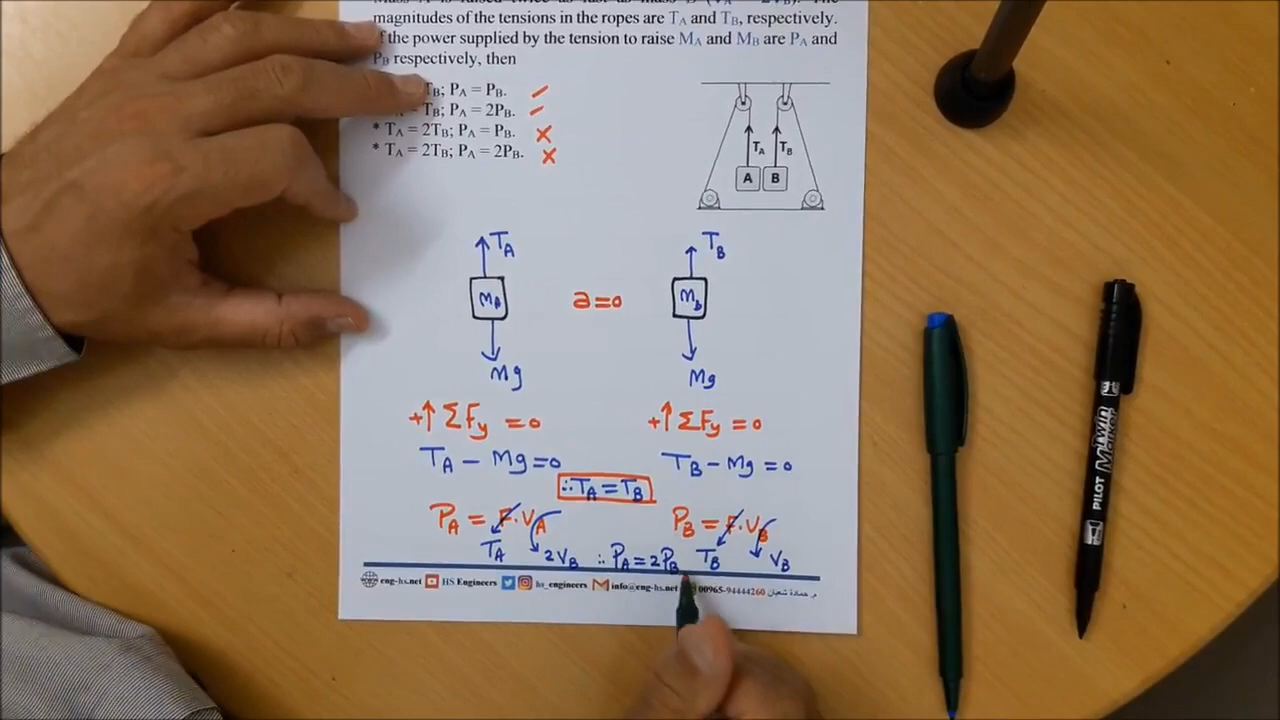 magnitudes of the tensions in the ropes are TA and TB, respectively.
If the power supplied by the tension to raise MA and MB are PA and
PB respectively, then
TB; PA = PB.
= TB; PA = 2PB.
* TA = 2TB; PA = PB.
* TA = 2TB; PA = 2PB.
TA TB
A B
TA TB
MA a=0 MB
Mg Mg
+↑ ΣFy = 0 +↑ ΣFy = 0
TA − Mg = 0 TB − Mg = 0
∴ TA = TB
PA = F·VA PB = F·VB
TA 2VB ∴ PA = 2PB TB VB
eng-hs.net HS Engineers hs_engineers info@eng-hs.net 00965-94444260 م. حمادة شعبان
PILOT